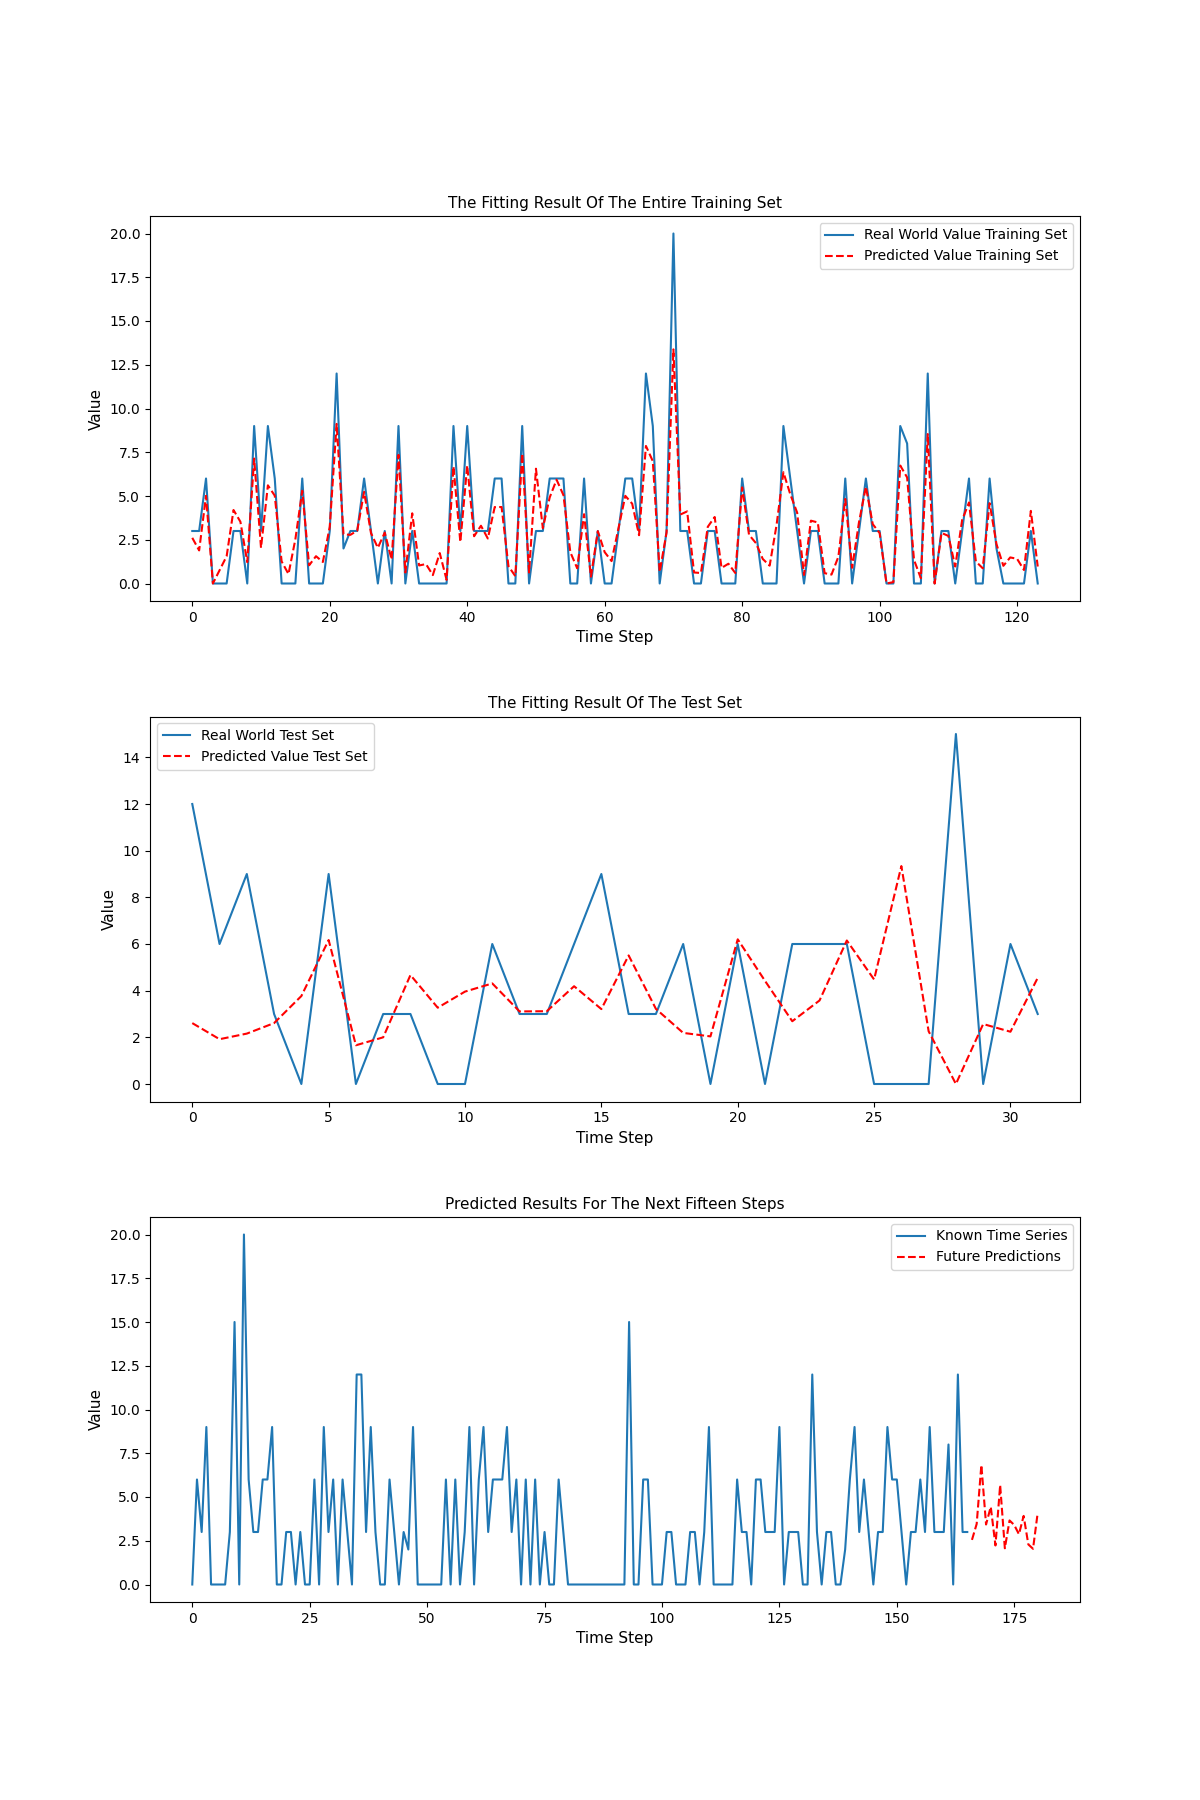 The Fitting Result Of The Entire Training Set
20.0
17.5
15.0
12.5
10.0
7.5
5.0
2.5
0.0
Value
Real World Value Training Set
Predicted Value Training Set
0 20 40 60 80 100 120
Time Step
The Fitting Result Of The Test Set
Real World Test Set
Predicted Value Test Set
14
12
10
8
6
4
2
0
Value
0 5 10 15 20 25 30
Time Step
Predicted Results For The Next Fifteen Steps
20.0
17.5
15.0
12.5
10.0
7.5
5.0
2.5
0.0
Value
Known Time Series
Future Predictions
0 25 50 75 100 125 150 175
Time Step